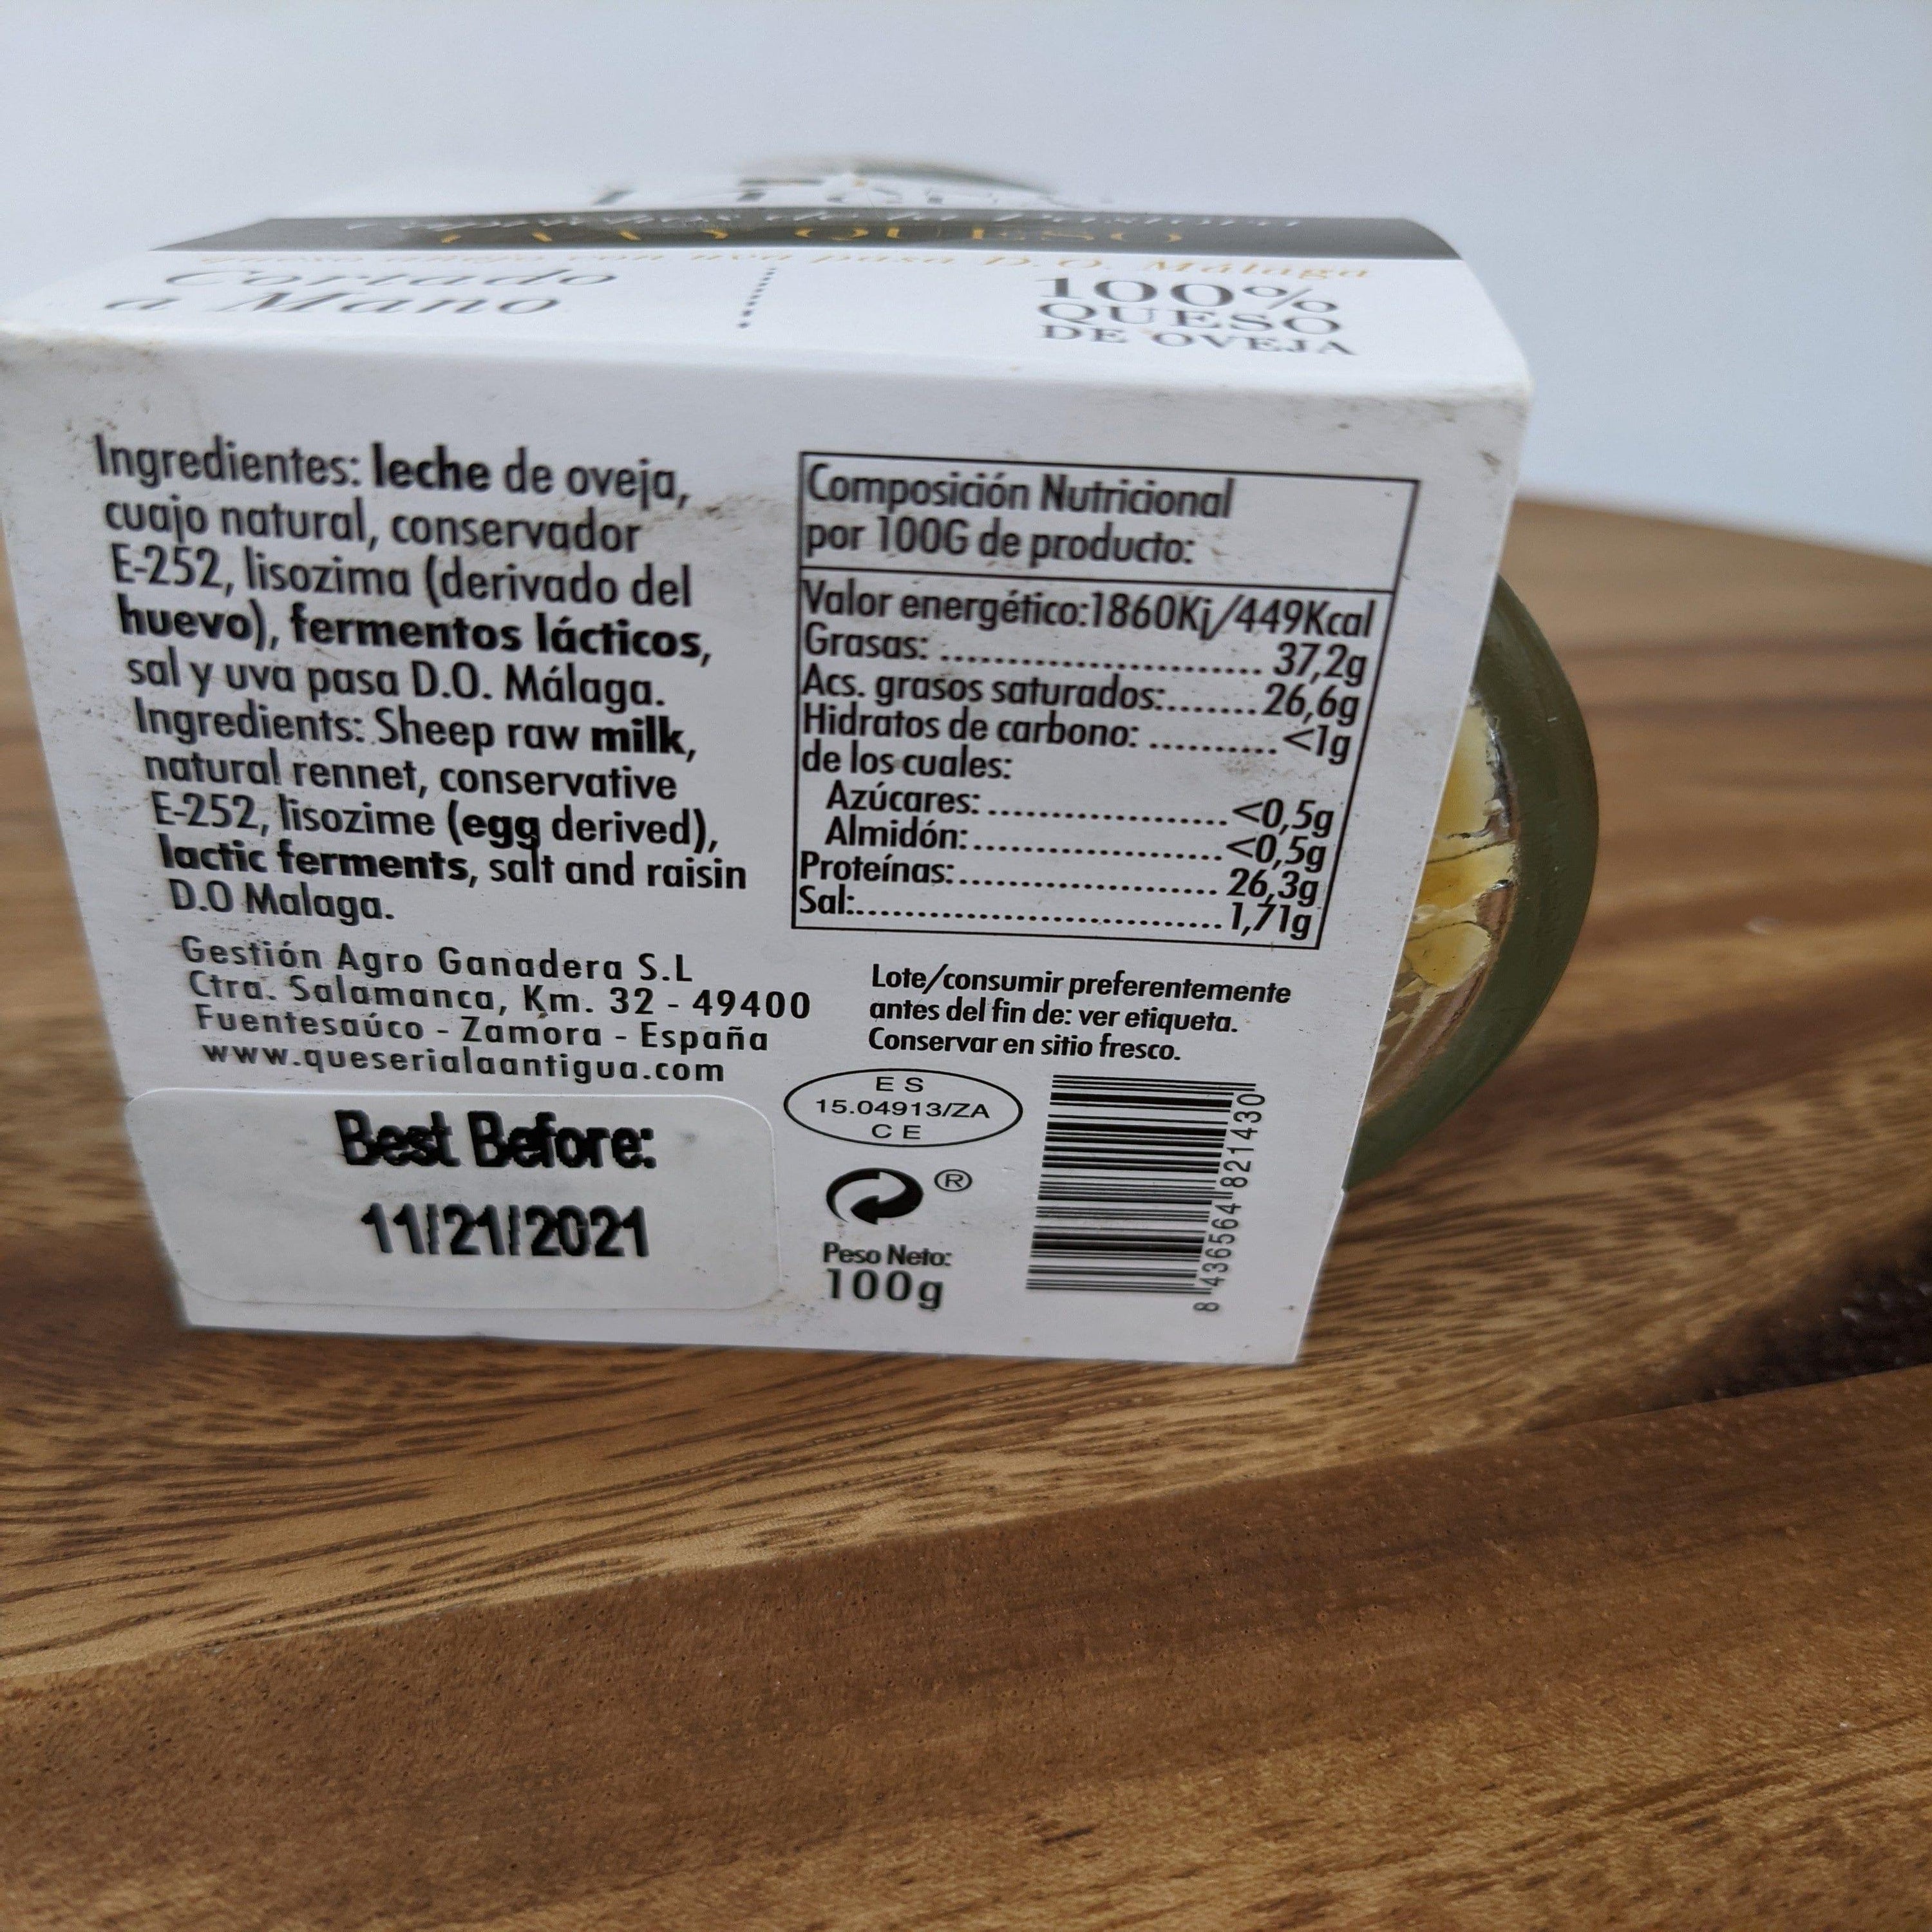 QUESO
D.O. Málaga
Cortado
a Mano
100%
QUESO
DE OVEJA
Ingredientes: leche de oveja,
cuajo natural, conservador
E-252, lisozima (derivado del
huevo), fermentos lácticos,
sal y uva pasa D.O. Málaga.
Ingredients: Sheep raw milk,
natural rennet, conservative
E-252, lisozime (egg derived),
lactic ferments, salt and raisin
D.O Malaga.
Gestión Agro Ganadera S.L
Ctra. Salamanca, Km. 32 - 49400
Fuentesaúco - Zamora - España
www.queserialaantigua.com
Best Before:
11/21/2021
Composición Nutricional
por 100G de producto:
Valor energético:1860Kj/449Kcal
Grasas: .......................... 37,2g
Acs. grasos saturados:........26,6g
Hidratos de carbono: ..........<1g
de los cuales:
Azúcares: ....................<0,5g
Almidón:.....................<0,5g
Proteínas:...................... 26,3g
Sal:.............................. 1,71g
Lote/consumir preferentemente
antes del fin de: ver etiqueta.
Conservar en sitio fresco.
ES
15.04913/ZA
CE
®
Peso Neto:
100g
8 436564 821430